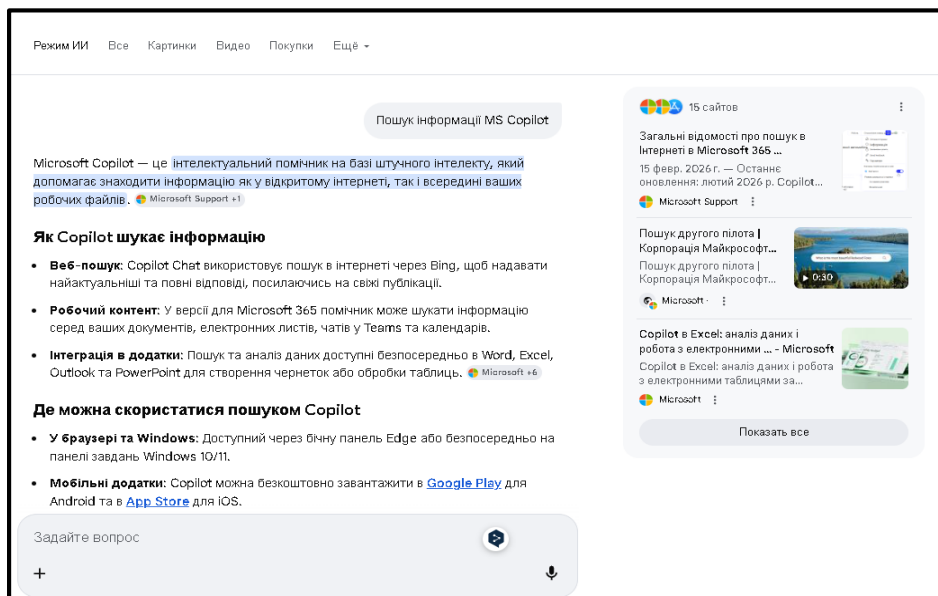 Режим ИИ Все Картинки Видео Покупки Ещё
Пошук інформації MS Copilot
Microsoft Copilot — це інтелектуальний помічник на базі штучного інтелекту, який
допомагає знаходити інформацію як у відкритому інтернеті, так і всередині ваших
робочих файлів. Microsoft Support +1
Як Copilot шукає інформацію
• Веб-пошук: Copilot Chat використовує пошук в інтернеті через Bing, щоб надавати
найактуальніші та повні відповіді, посилаючись на свіжі публікації.
• Робочий контент: У версії для Microsoft 365 помічник може шукати інформацію
серед ваших документів, електронних листів, чатів у Teams та календарів.
• Інтеграція в додатки: Пошук та аналіз даних доступні безпосередньо в Word, Excel,
Outlook та PowerPoint для створення чернеток або обробки таблиць. Microsoft +6
Де можна скористатися пошуком Copilot
• У браузері та Windows: Доступний через бічну панель Edge або безпосередньо на
панелі завдань Windows 10/11.
• Мобільні додатки: Copilot можна безкоштовно завантажити в Google Play для
Android та в App Store для iOS.
Задайте вопрос
15 сайтов
Загальні відомості про пошук в
Інтернеті в Microsoft 365 ...
15 февр. 2026 г. — Останнє
оновлення: лютий 2026 р. Copilot...
Microsoft Support
Пошук другого пілота |
Корпорація Майкрософт...
Пошук другого пілота |
Корпорація Майкрософт...
0:30
Microsoft ·
Copilot в Excel: аналіз даних і
робота з електронними ... - Microsoft
Copilot в Excel: аналіз даних і робота
з електронними таблицями за...
Microsoft
Показать все